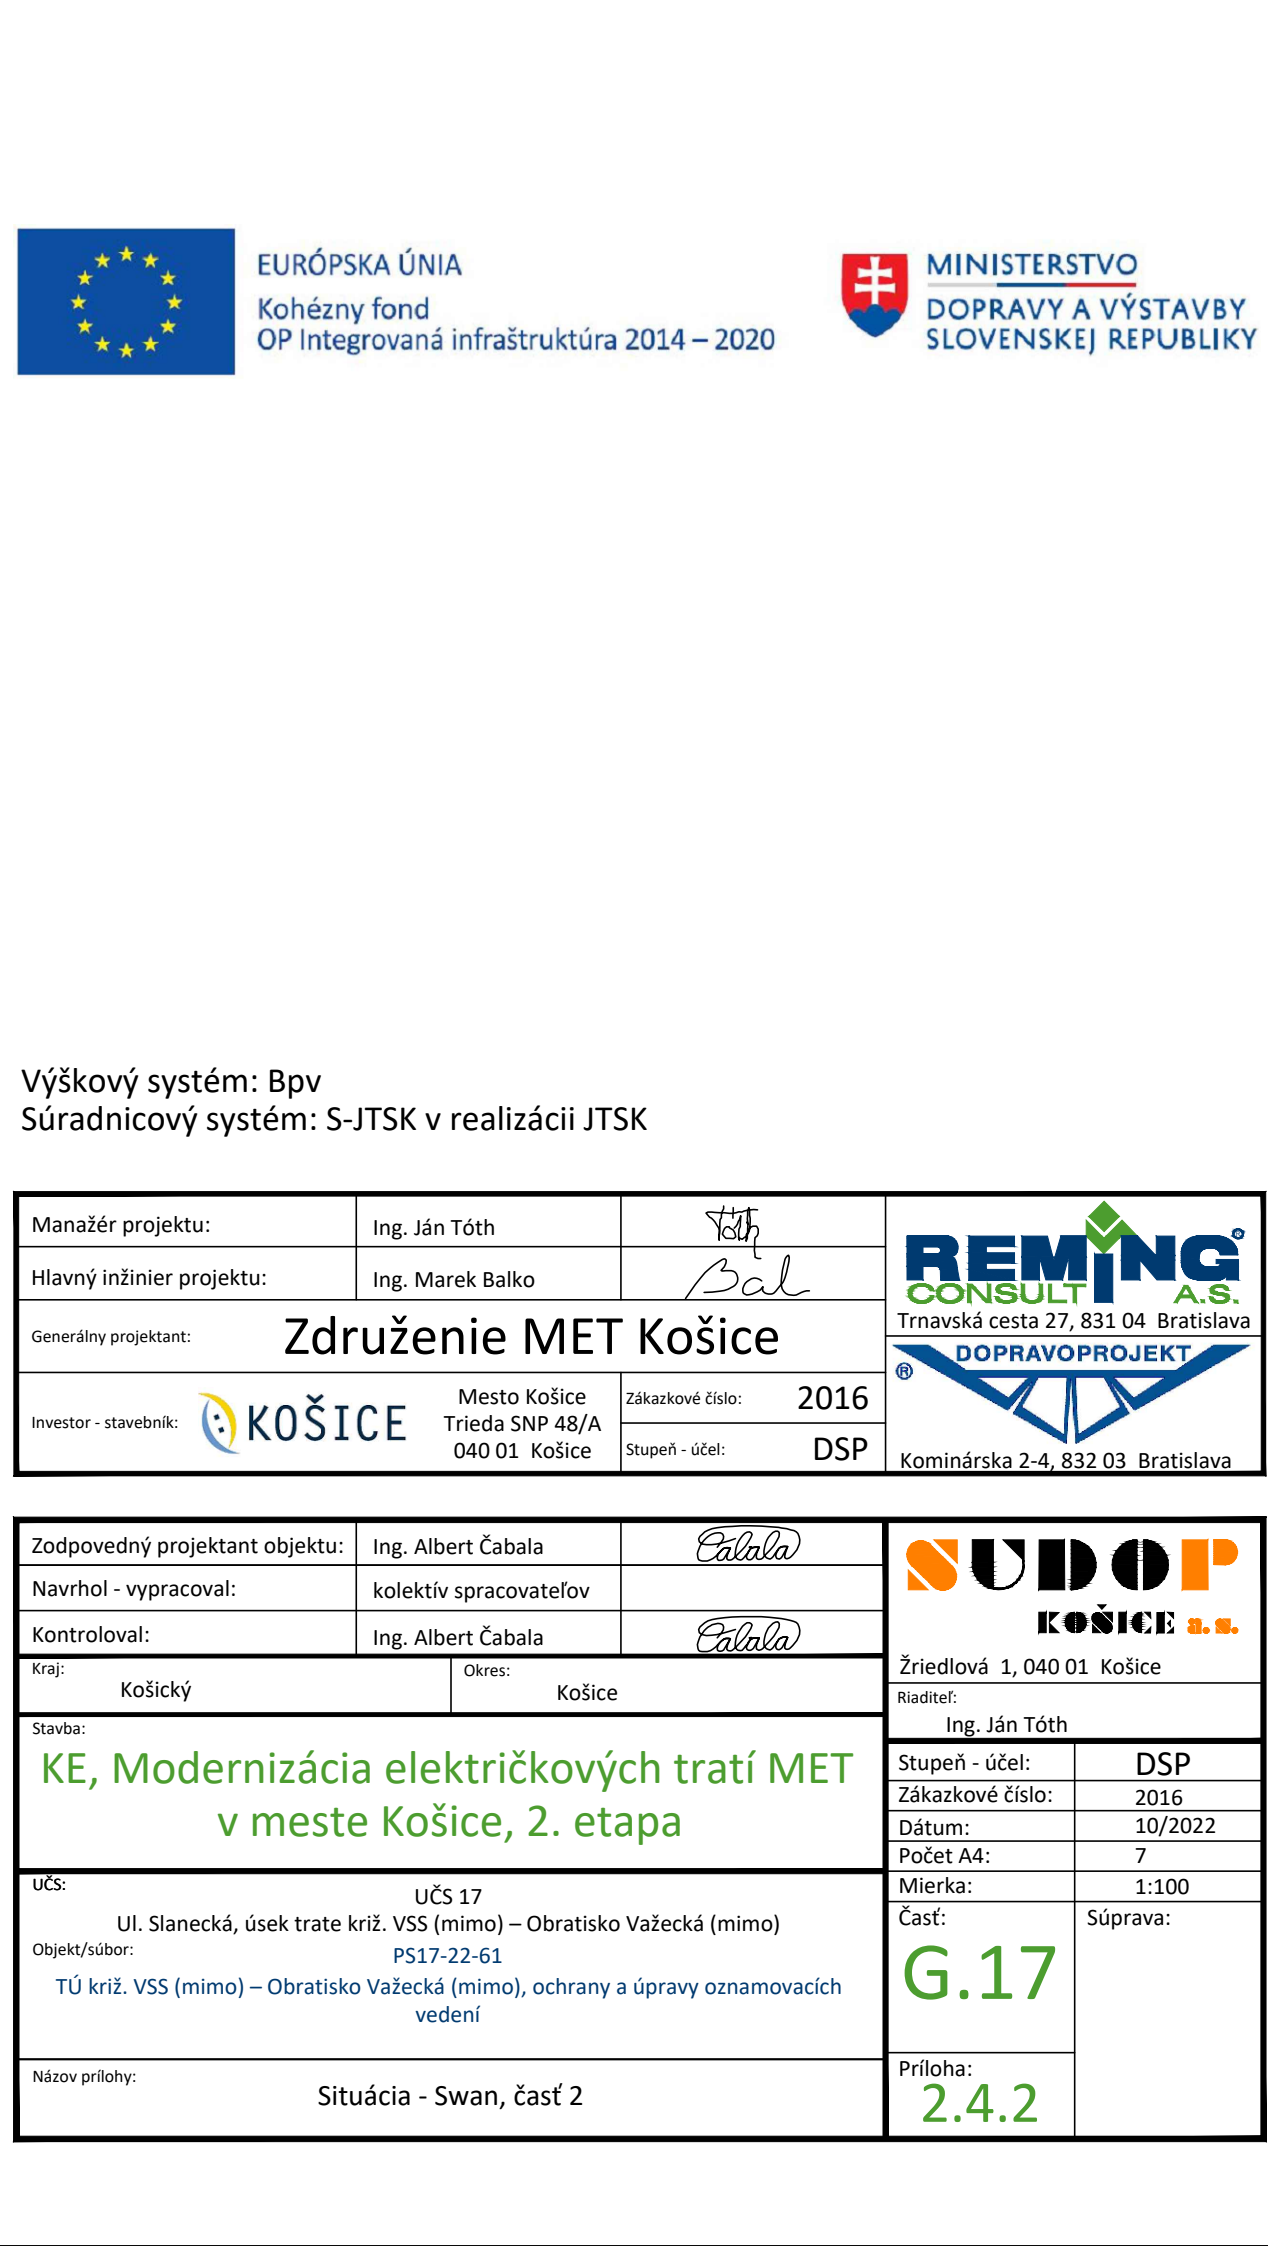 EURÓPSKA ÚNIA
Kohézny fond
OP Integrovaná infraštruktúra 2014 – 2020
MINISTERSTVO
DOPRAVY A VÝSTAVBY
SLOVENSKEJ REPUBLIKY
Výškový systém: Bpv
Súradnicový systém: S-JTSK v realizácii JTSK
Manažér projektu:
Ing. Ján Tóth
Tóth
Hlavný inžinier projektu:
Ing. Marek Balko
Bal
Generálny projektant:
Združenie MET Košice
Investor - stavebník:
KOŠICE
Mesto Košice
Trieda SNP 48/A
040 01 Košice
Zákazkové číslo:
2016
Stupeň - účel:
DSP
REMING®
CONSULT A.S.
Trnavská cesta 27, 831 04 Bratislava
DOPRAVOPROJEKT
®
Kominárska 2-4, 832 03 Bratislava
Zodpovedný projektant objektu:
Ing. Albert Čabala
Čabala
Navrhol - vypracoval:
kolektív spracovateľov
Kontroloval:
Ing. Albert Čabala
Čabala
Kraj:
Košický
Okres:
Košice
Stavba:
KE, Modernizácia električkových tratí MET
v meste Košice, 2. etapa
UČS:
UČS 17
Ul. Slanecká, úsek trate križ. VSS (mimo) – Obratisko Važecká (mimo)
Objekt/súbor:
PS17-22-61
TÚ križ. VSS (mimo) – Obratisko Važecká (mimo), ochrany a úpravy oznamovacích
vedení
Názov prílohy:
Situácia - Swan, časť 2
SUDOP
KOŠICE a. s.
Žriedlová 1, 040 01 Košice
Riaditeľ:
Ing. Ján Tóth
Stupeň - účel:
DSP
Zákazkové číslo:
2016
Dátum:
10/2022
Počet A4:
7
Mierka:
1:100
Časť:
G.17
Súprava:
Príloha:
2.4.2